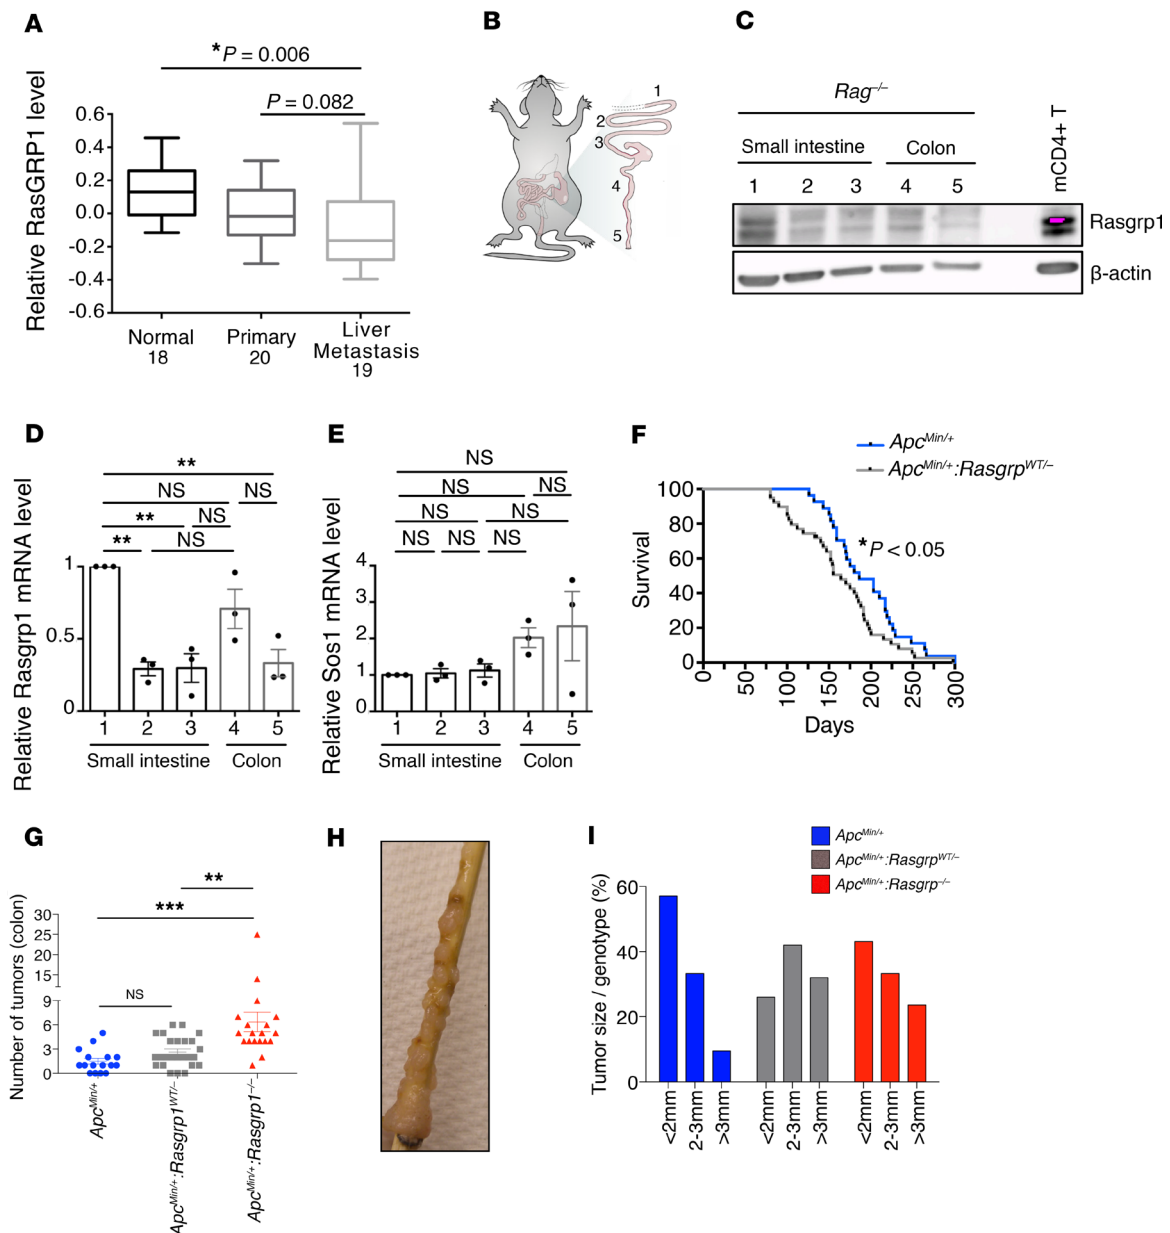 A
Relative RasGRP1 level
*P = 0.006
P = 0.082
0.6
0.4
0.2
0.0
-0.2
-0.4
-0.6
Normal
18
Primary
20
Liver
Metastasis
19
B
1
2
3
4
5
C
Rag–/–
Small intestine
Colon
1 2 3 4 5
mCD4+ T
Rasgrp1
β-actin
D
Relative Rasgrp1 mRNA level
**
NS NS
** NS
** NS
1
0.5
0
1 2 3 4 5
Small intestine Colon
E
Relative Sos1 mRNA level
NS
NS NS
NS NS
NS NS NS
4
3
2
1
0
1 2 3 4 5
Small intestine Colon
F
ApcMin/+
ApcMin/+:RasgrpWT/–
Survival
100
80
60
40
20
0
*P < 0.05
0 50 100 150 200 250 300
Days
G
Number of tumors (colon)
**
***
NS
30
25
20
15
9
6
3
0
ApcMin/+
ApcMin/+:Rasgrp1WT/–
ApcMin/+:Rasgrp1–/–
H
I
ApcMin/+
ApcMin/+:RasgrpWT/–
ApcMin/+:Rasgrp–/–
Tumor size / genotype (%)
60
40
20
0
<2mm 2-3mm >3mm <2mm 2-3mm >3mm <2mm 2-3mm >3mm